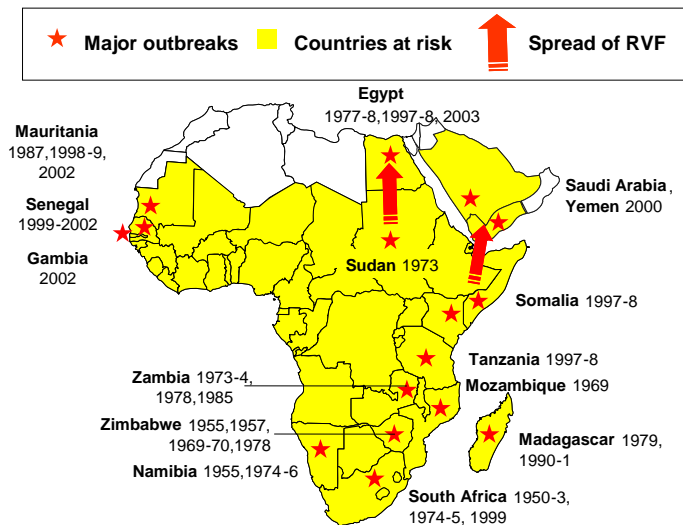 Major outbreaks
Countries at risk
Spread of RVF
Egypt
1977-8,1997-8, 2003
Mauritania
1987,1998-9,
2002
Senegal
1999-2002
Gambia
2002
Saudi Arabia,
Yemen 2000
Sudan 1973
Somalia 1997-8
Tanzania 1997-8
Mozambique 1969
Zambia 1973-4,
1978,1985
Zimbabwe 1955,1957,
1969-70,1978
Namibia 1955,1974-6
Madagascar 1979,
1990-1
South Africa 1950-3,
1974-5, 1999